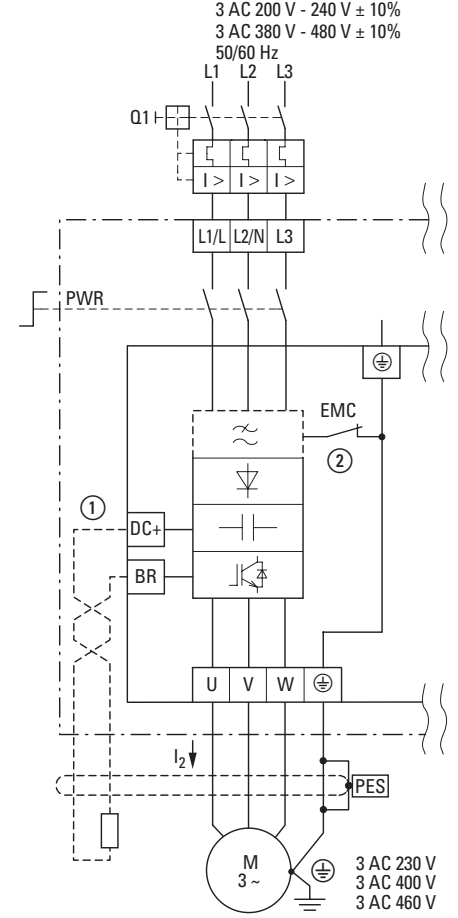 3 AC 200 V - 240 V ± 10%
3 AC 380 V - 480 V ± 10%
50/60 Hz
L1 L2 L3
Q1
I > I > I >
L1/L L2/N L3
PWR
EMC
2
1
DC+
BR
U V W
I₂
PES
M
3 ~
3 AC 230 V
3 AC 400 V
3 AC 460 V